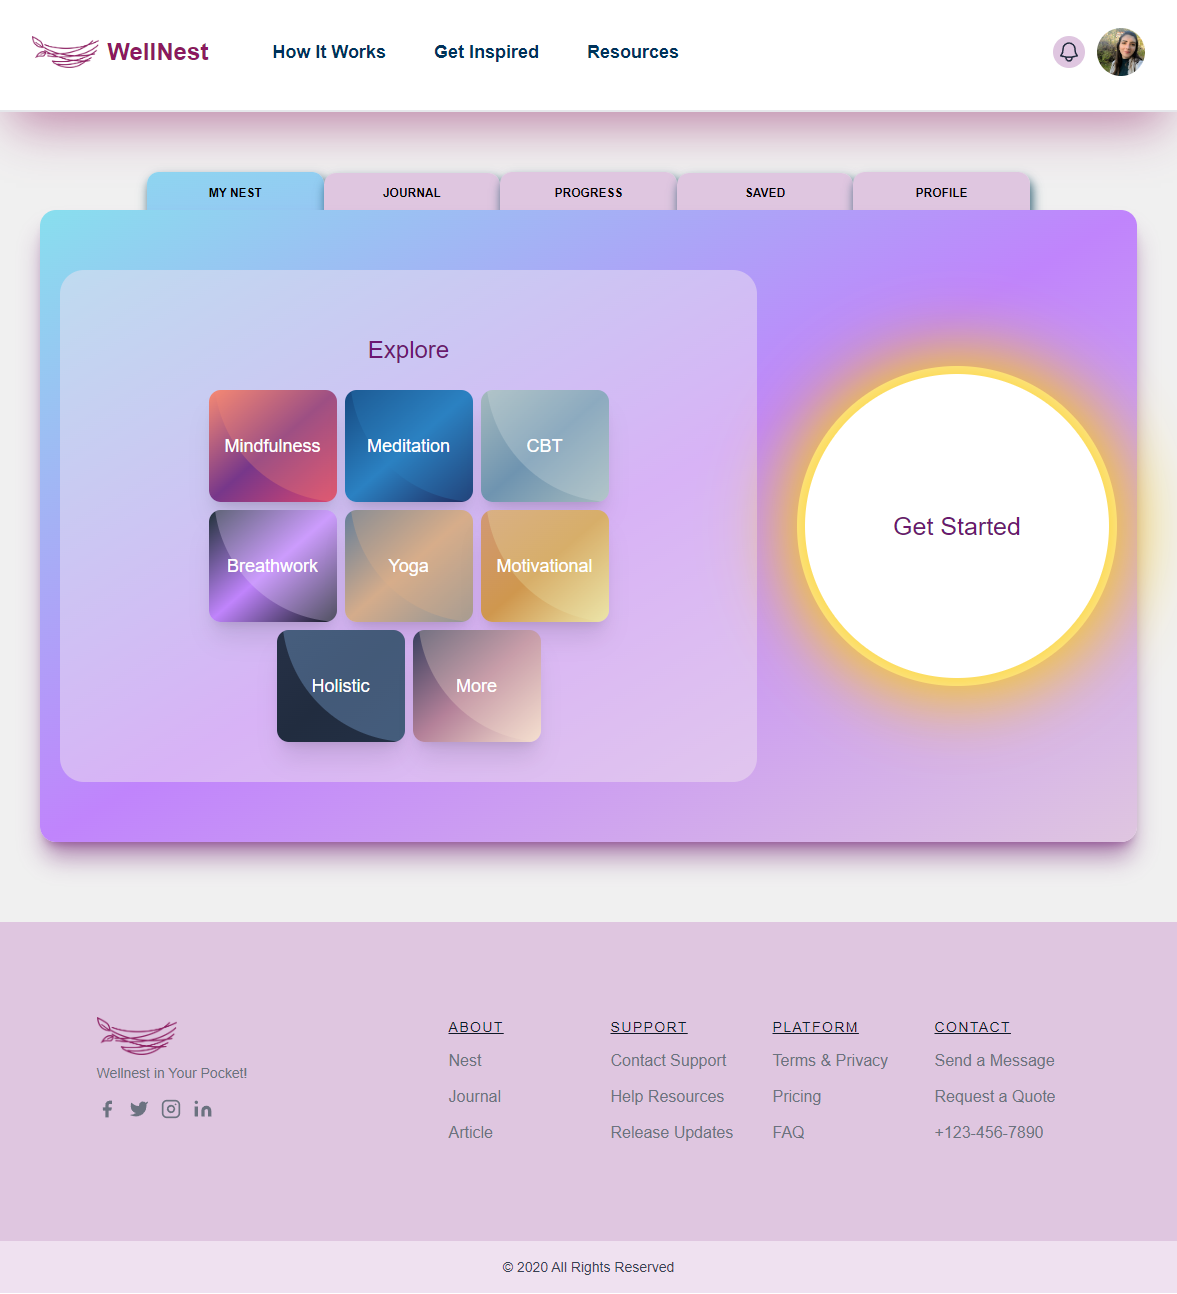 WellNest
How It Works
Get Inspired
Resources
MY NEST
JOURNAL
PROGRESS
SAVED
PROFILE
Explore
Mindfulness
Meditation
CBT
Breathwork
Yoga
Motivational
Holistic
More
Get Started
Wellnest in Your Pocket!
ABOUT
Nest
Journal
Article
SUPPORT
Contact Support
Help Resources
Release Updates
PLATFORM
Terms & Privacy
Pricing
FAQ
CONTACT
Send a Message
Request a Quote
+123-456-7890
© 2020 All Rights Reserved